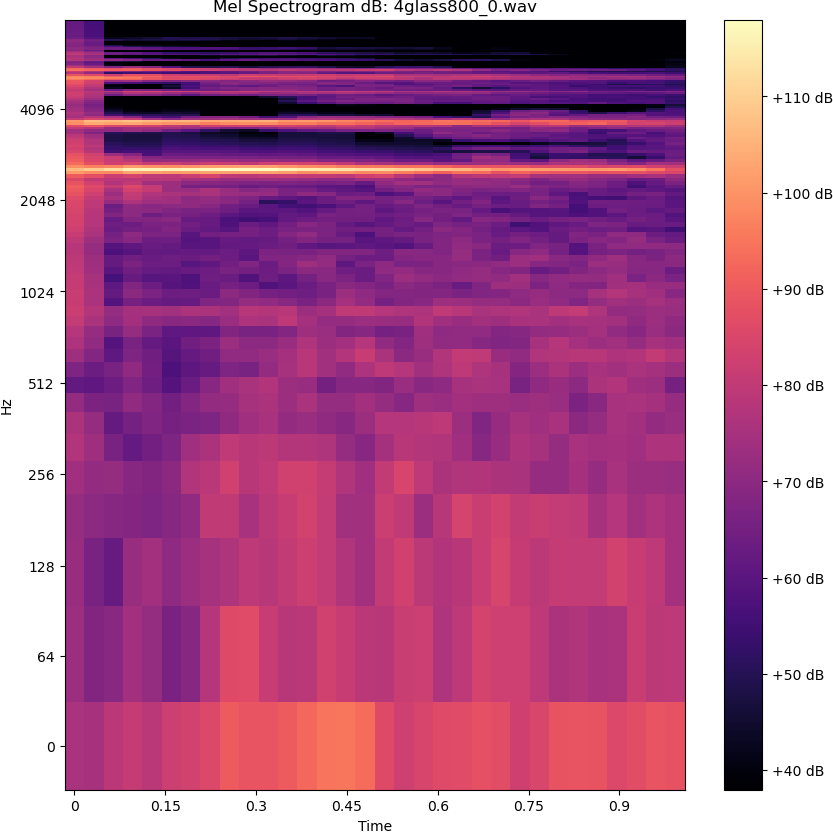 Mel Spectrogram dB: 4glass800_0.wav
4096
2048
1024
512
256
128
64
0
Hz
0
0.15
0.3
0.45
0.6
0.75
0.9
Time
+110 dB
+100 dB
+90 dB
+80 dB
+70 dB
+60 dB
+50 dB
+40 dB